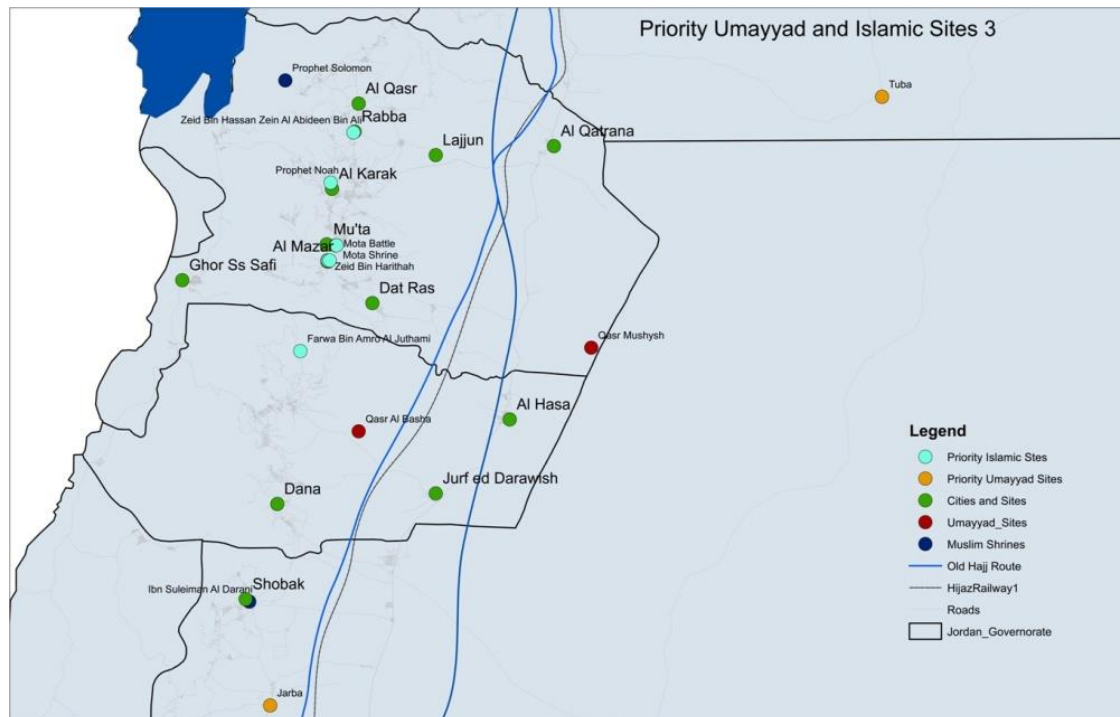 Priority Umayyad and Islamic Sites 3
Prophet Solomon
Tuba
Al Qasr
Zeid Bin Hassan Zein Al Abideen Bin Ali
Rabba
Lajjun
Al Qatrana
Prophet Noah
Al Karak
Mu'ta
Mota Battle
Al Mazar
Mota Shrine
Zeid Bin Harithah
Ghor Ss Safi
Dat Ras
Farwa Bin Amro Al Juthami
Qasr Mushysh
Al Hasa
Qasr Al Basha
Jurf ed Darawish
Dana
Ibn Suleiman Al Darani
Shobak
Jarba
Legend
Priority Islamic Stes
Priority Umayyad Sites
Cities and Sites
Umayyad_Sites
Muslim Shrines
Old Hajj Route
HijazRailway1
Roads
Jordan_Governorate